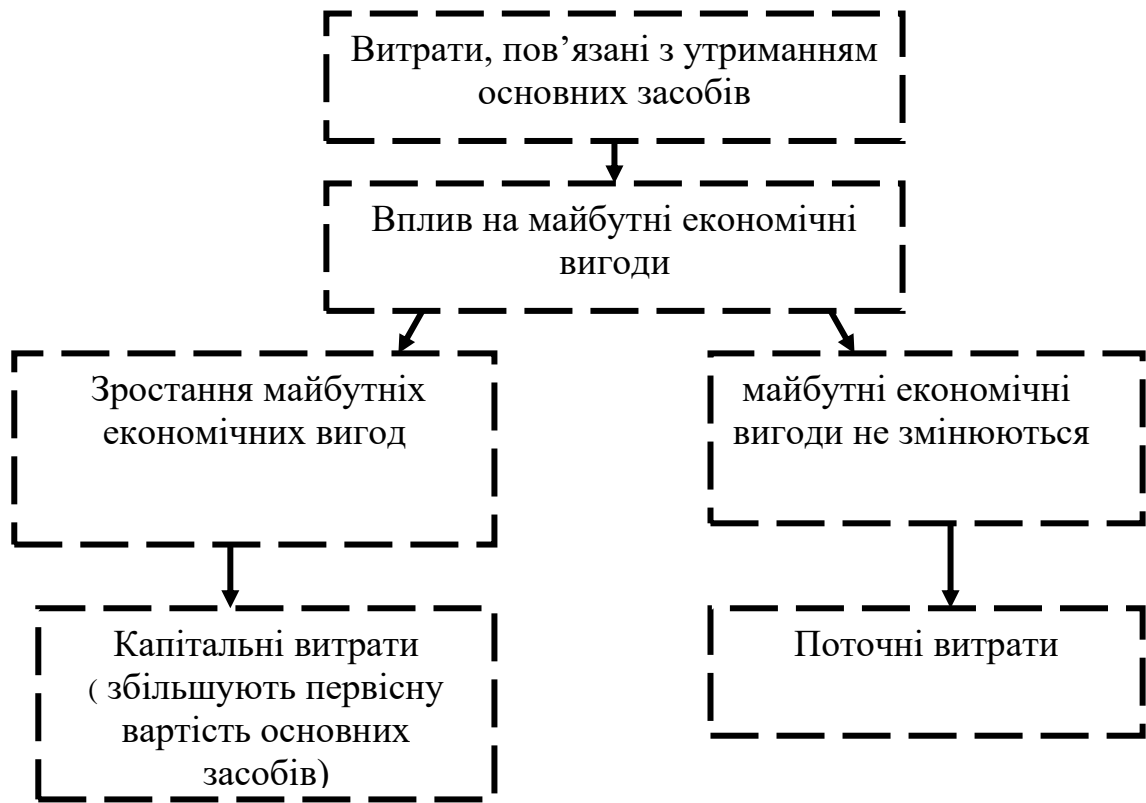 Витрати, пов’язані з утриманням
основних засобів
Вплив на майбутні економічні
вигоди
Зростання майбутніх
економічних вигод
майбутні економічні
вигоди не змінюються
Капітальні витрати
( збільшують первісну
вартість основних
засобів)
Поточні витрати